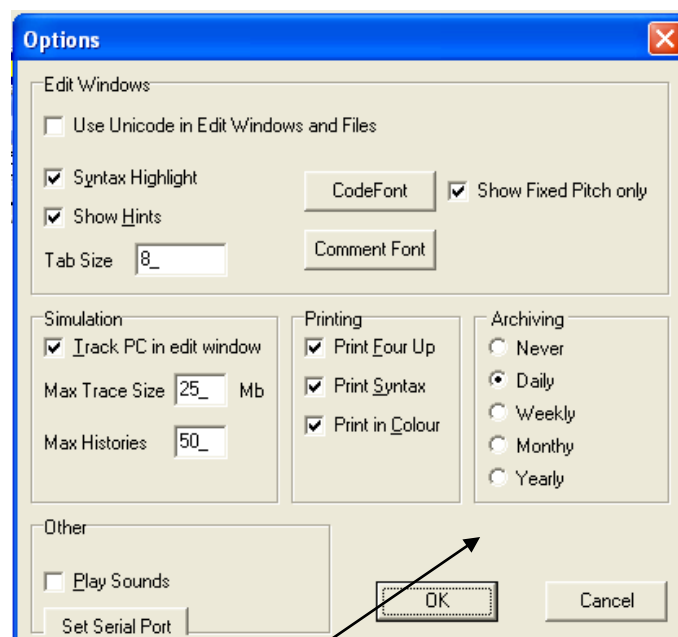 Options
Edit Windows
Use Unicode in Edit Windows and Files
Syntax Highlight
CodeFont
Show Fixed Pitch only
Show Hints
Comment Font
Tab Size 8_
Simulation
Track PC in edit window
Max Trace Size 25_ Mb
Max Histories 50_
Printing
Print Four Up
Print Syntax
Print in Colour
Archiving
Never
Daily
Weekly
Monthy
Yearly
Other
Play Sounds
Set Serial Port
OK
Cancel